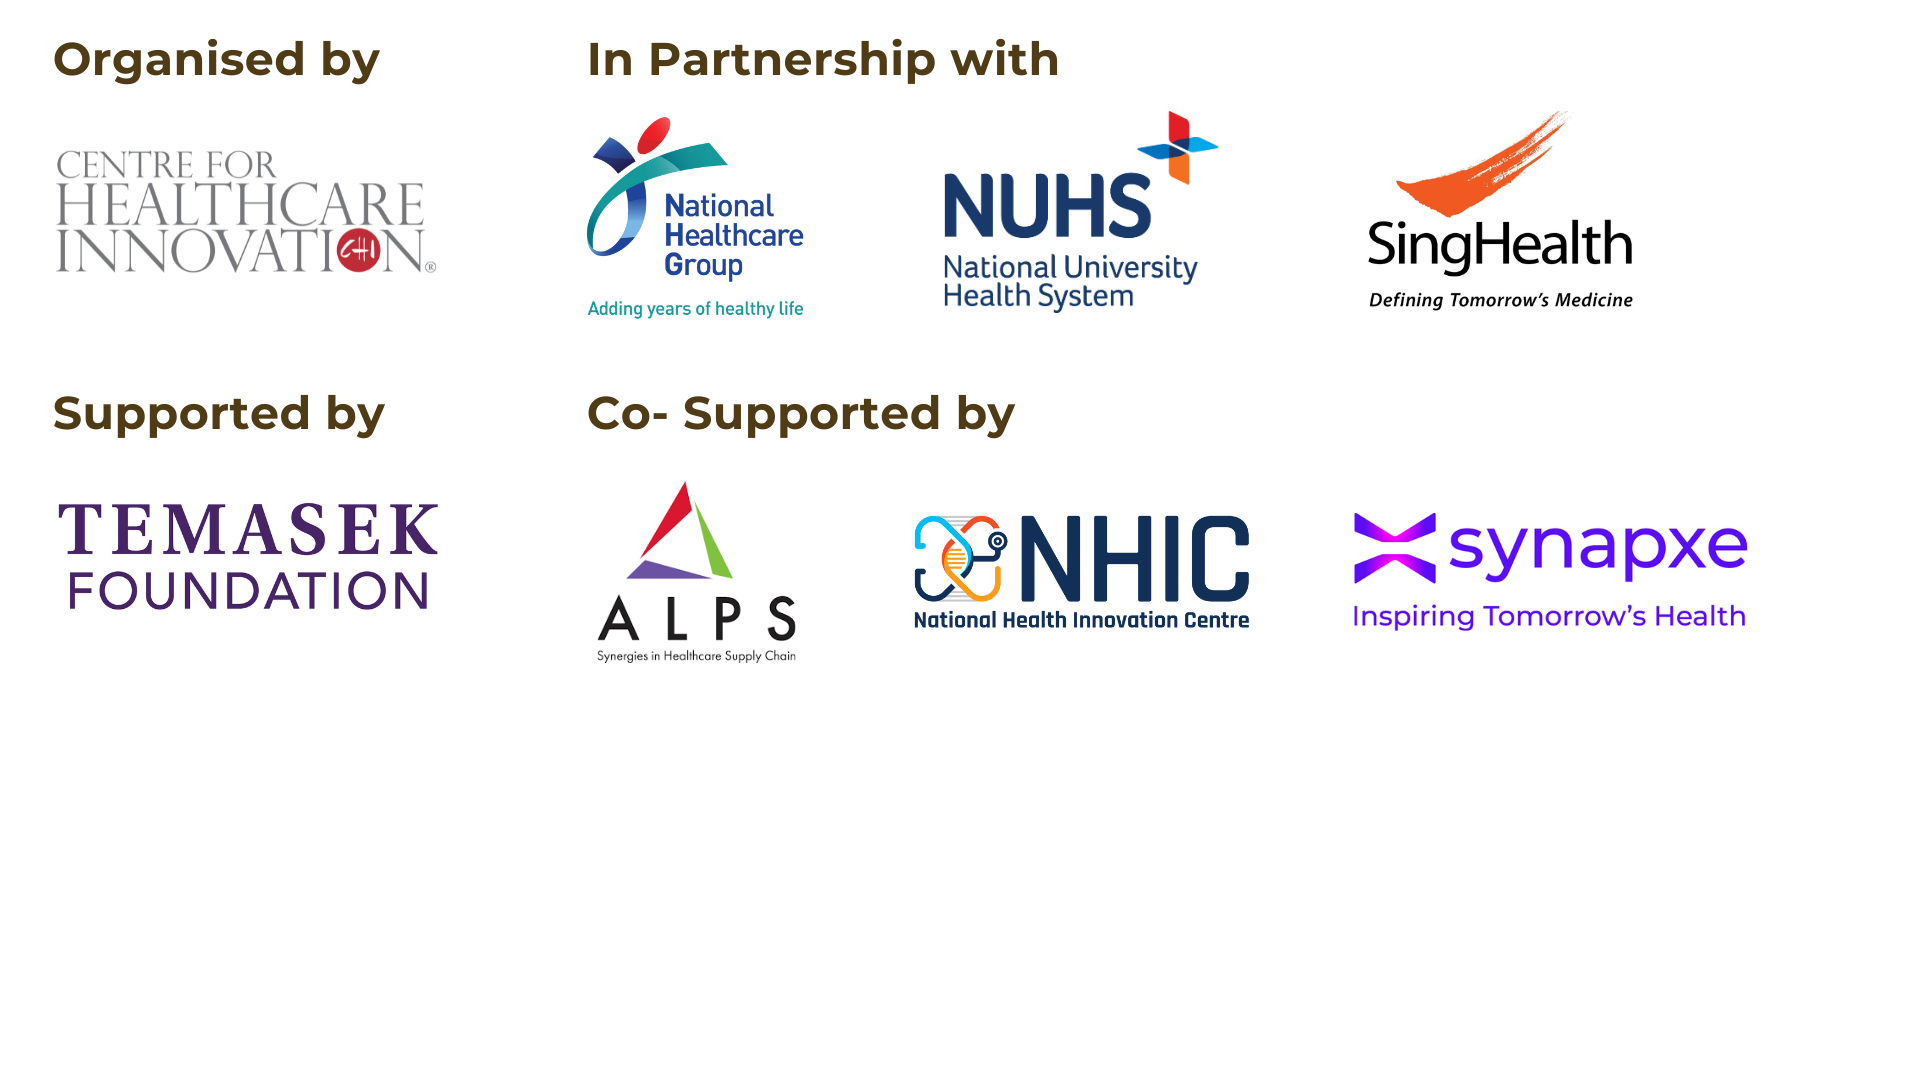 Organised by
CENTRE FOR
HEALTHCARE
INNOVATION®
CHI
In Partnership with
National
Healthcare
Group
Adding years of healthy life
NUHS
National University
Health System
SingHealth
Defining Tomorrow's Medicine
Supported by
TEMASEK
FOUNDATION
Co- Supported by
ALPS
Synergies in Healthcare Supply Chain
NHIC
National Health Innovation Centre
synapxe
Inspiring Tomorrow's Health